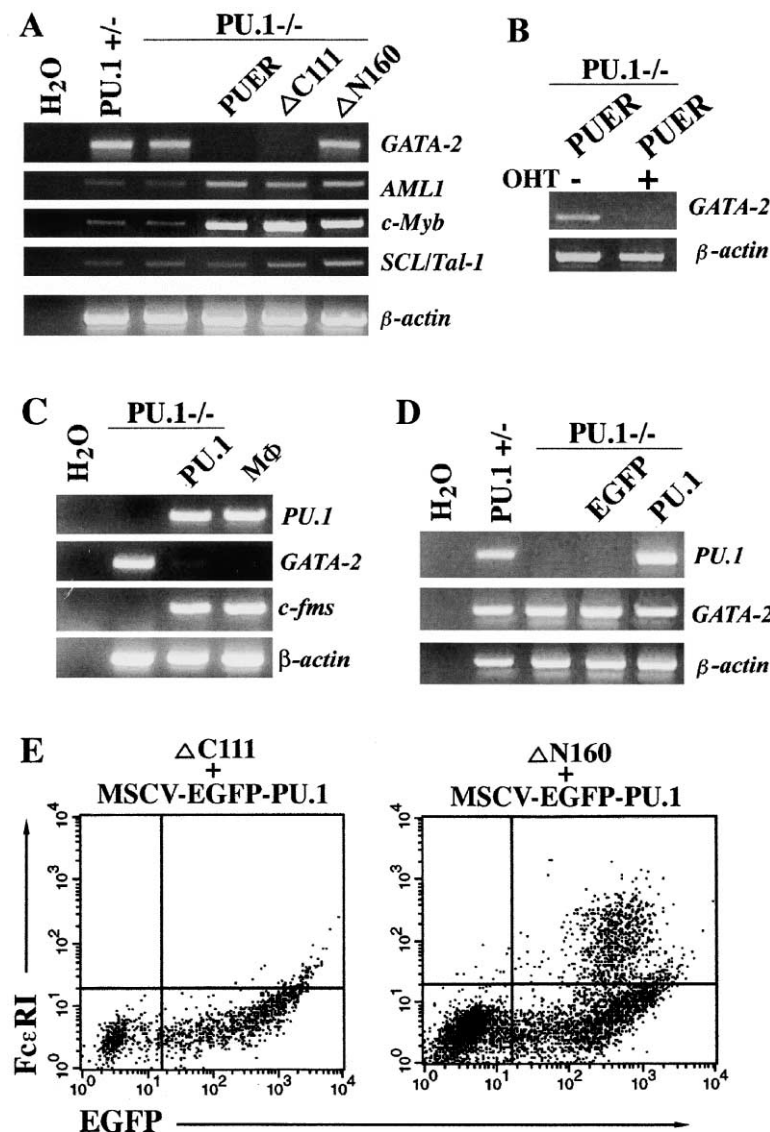 A
PU.1-/-
H₂O
PU.1 +/-
PUER
△C111
△N160
GATA-2
AML1
c-Myb
SCL/Tal-1
β-actin
B
PU.1-/-
PUER
PUER
OHT - +
GATA-2
β-actin
C
PU.1-/-
H₂O
PU.1
MΦ
PU.1
GATA-2
c-fms
β-actin
D
PU.1-/-
H₂O
PU.1 +/-
EGFP
PU.1
PU.1
GATA-2
β-actin
E
△C111
+
MSCV-EGFP-PU.1
△N160
+
MSCV-EGFP-PU.1
FcεRI
10⁴
10³
10²
10¹
10⁰
10⁰ 10¹ 10² 10³ 10⁴
10⁴
10³
10²
10¹
10⁰
10⁰ 10¹ 10² 10³ 10⁴
EGFP